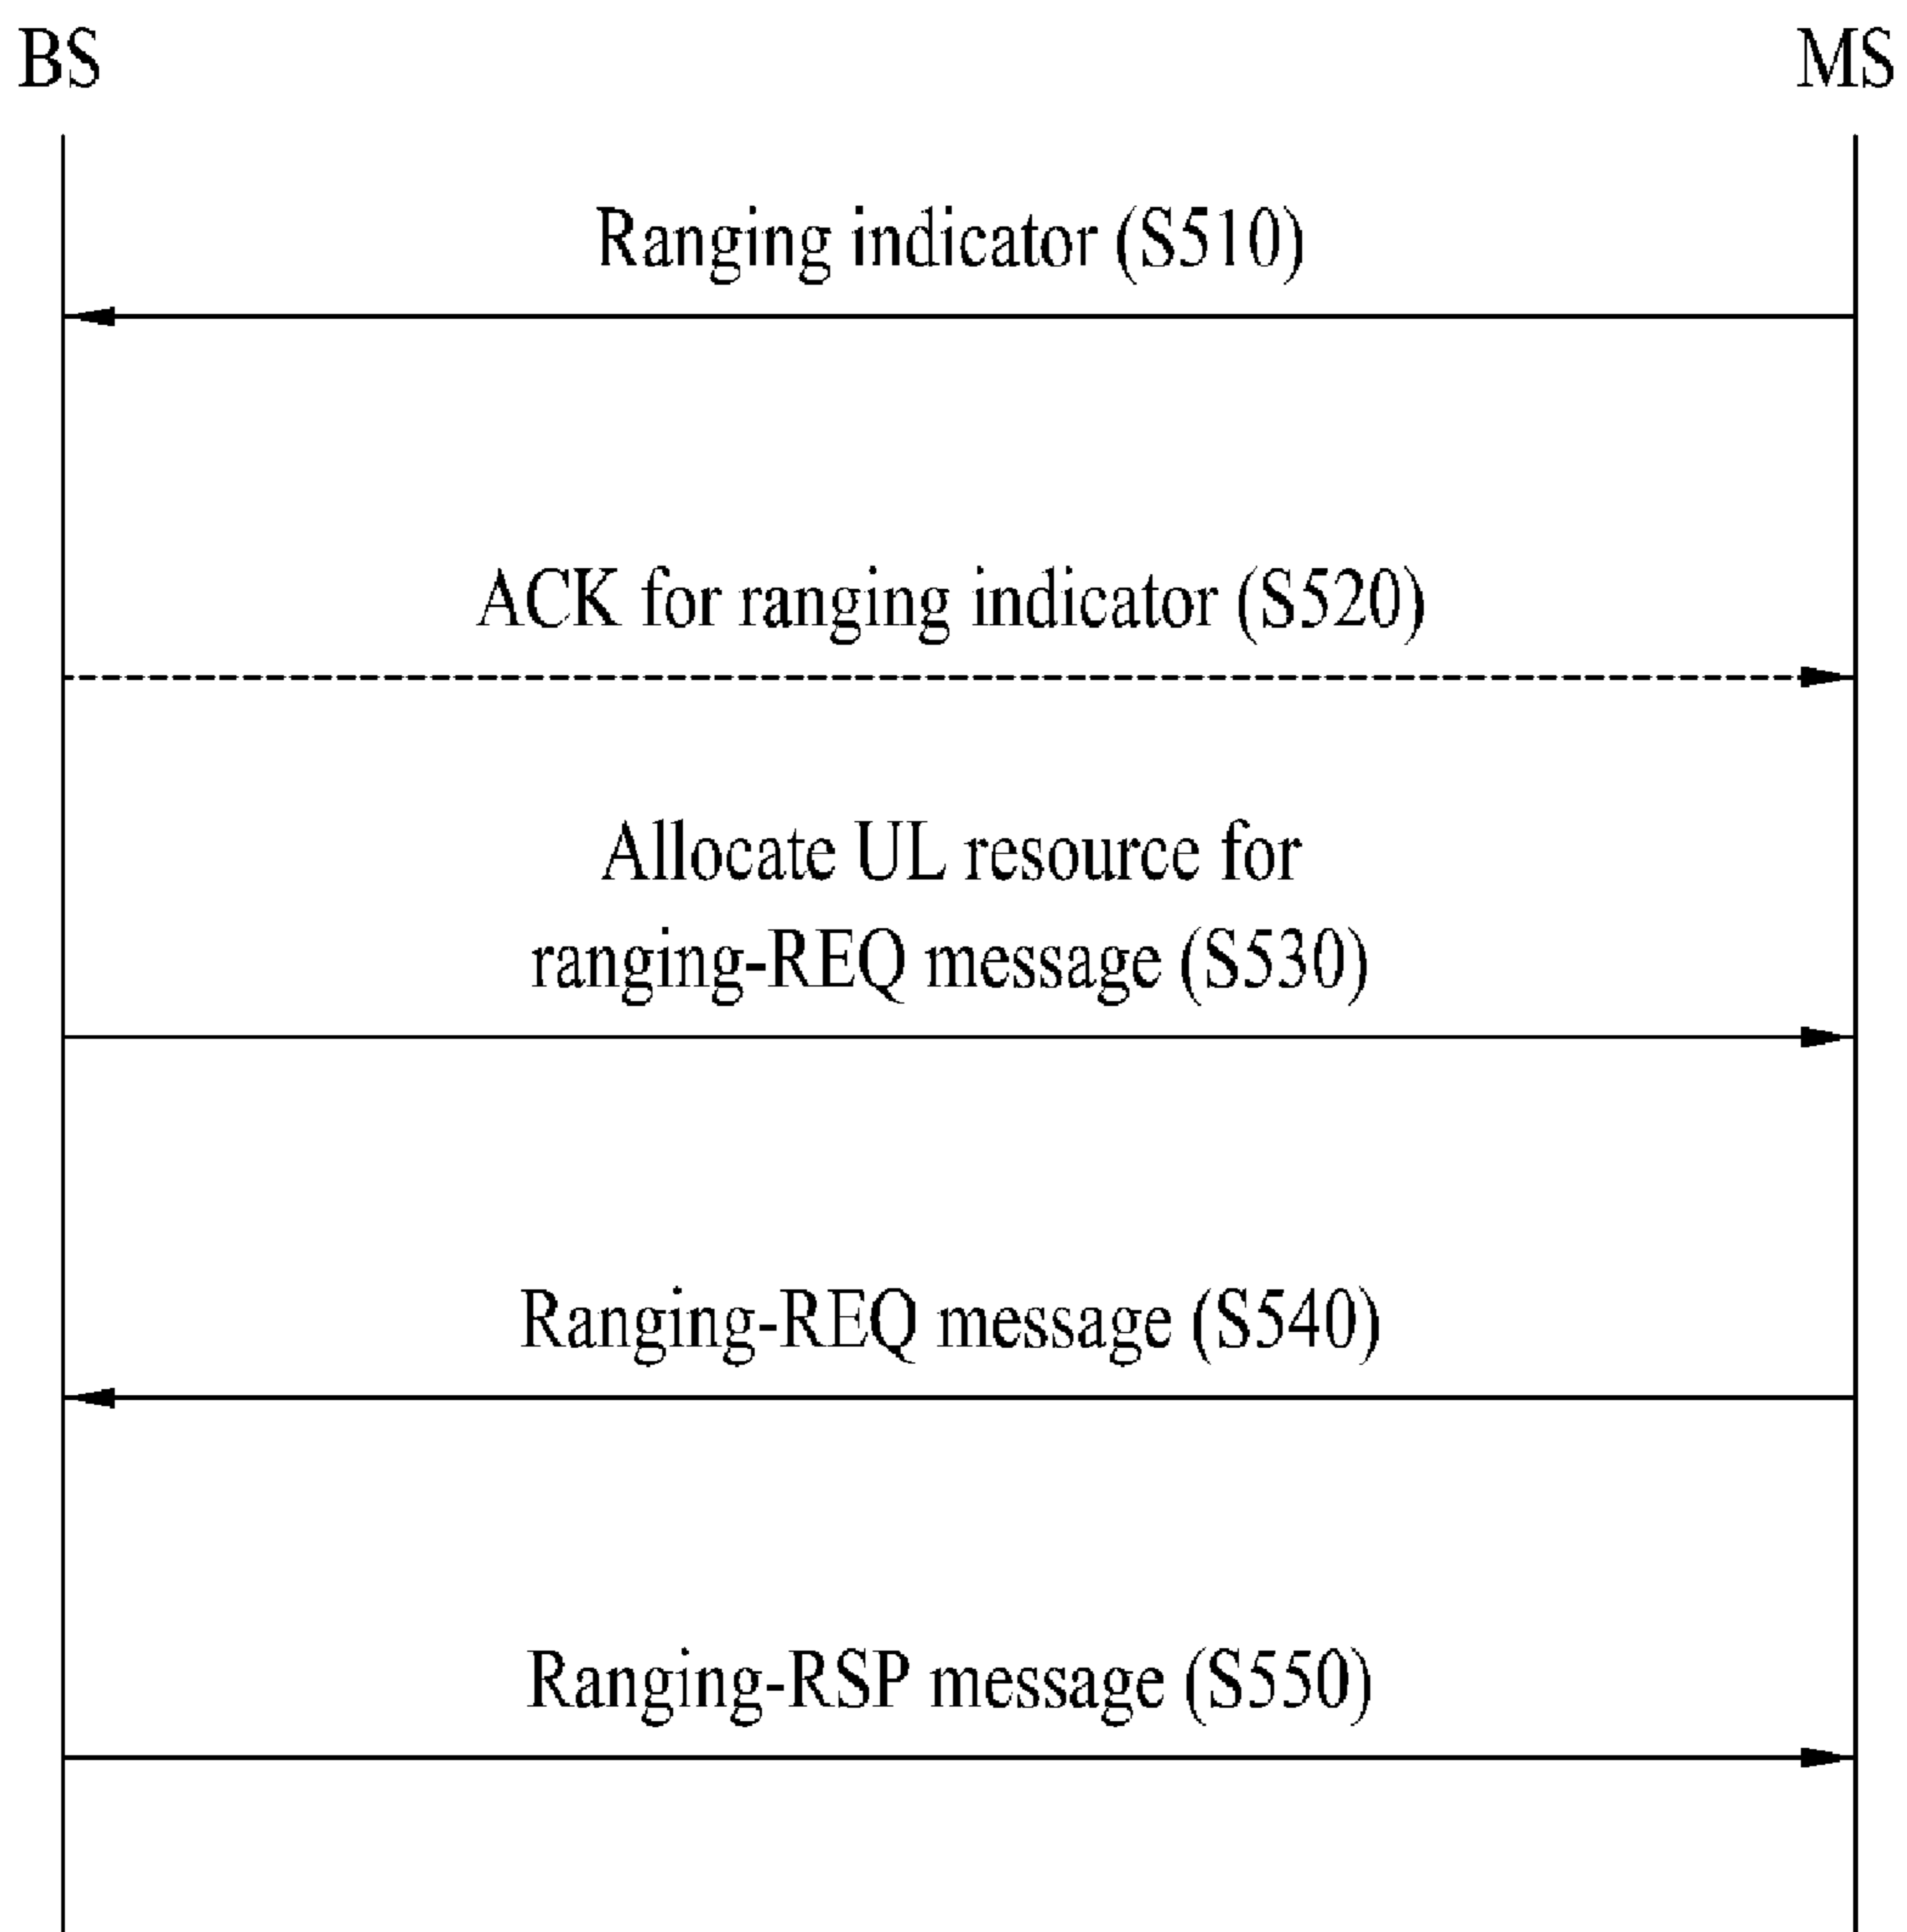 BS
MS
Ranging indicator (S510)
ACK for ranging indicator (S520)
Allocate UL resource for
ranging-REQ message (S530)
Ranging-REQ message (S540)
Ranging-RSP message (S550)